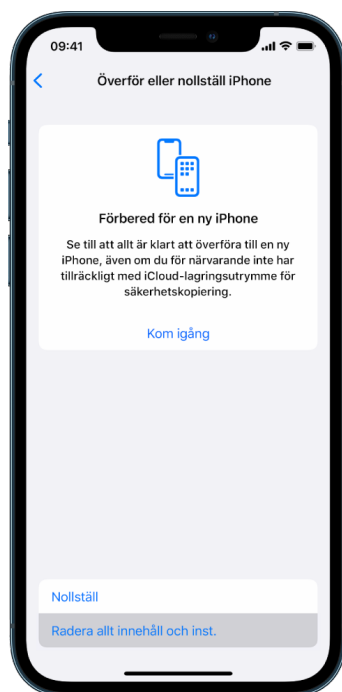 09:41
Överför eller nollställ iPhone
Förbered för en ny iPhone
Se till att allt är klart att överföra till en ny
iPhone, även om du för närvarande inte har
tillräckligt med iCloud-lagringsutrymme för
säkerhetskopiering.
Kom igång
Nollställ
Radera allt innehåll och inst.